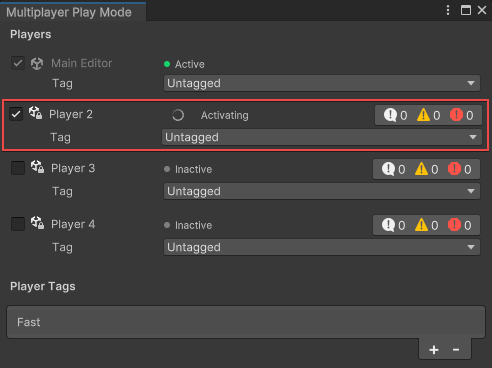 Multiplayer Play Mode
Players
Main Editor Active
Tag Untagged
Player 2 Activating 0 0 0
Tag Untagged
Player 3 Inactive 0 0 0
Tag Untagged
Player 4 Inactive 0 0 0
Tag Untagged
Player Tags
Fast
+ -